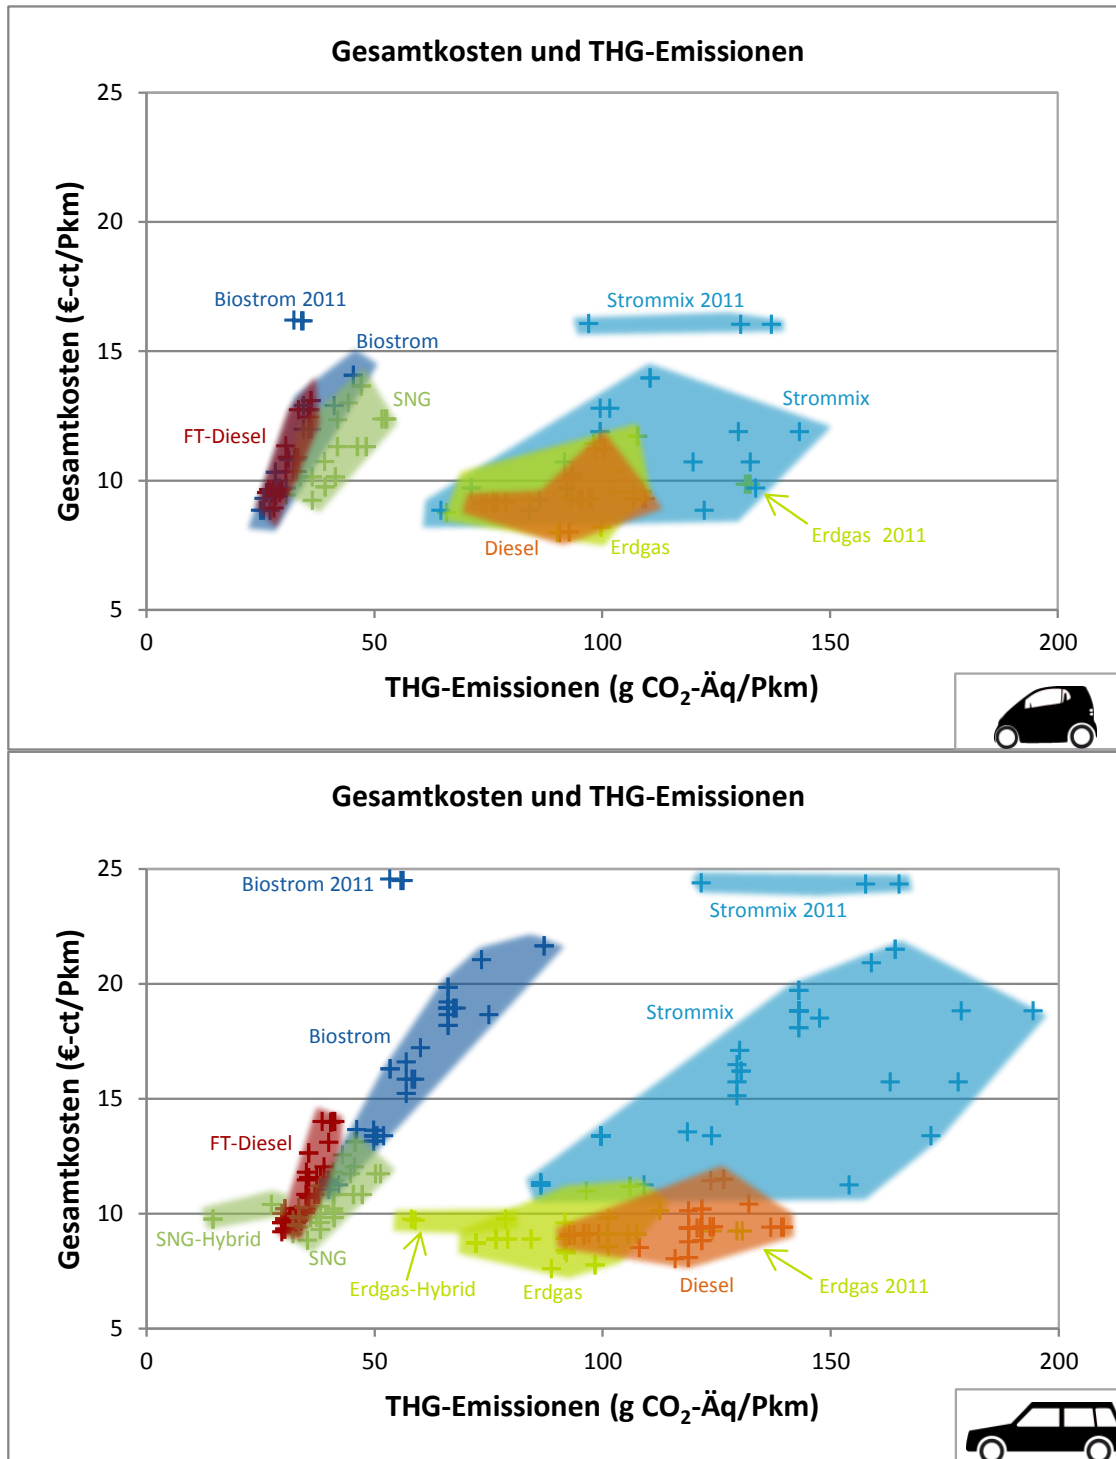 Gesamtkosten und THG-Emissionen
Gesamtkosten (€-ct/Pkm)
25
20
15
10
5
Biostrom 2011
Strommix 2011
Biostrom
SNG
Strommix
FT-Diesel
Diesel
Erdgas
Erdgas 2011
0
50
100
150
200
THG-Emissionen (g CO₂-Äq/Pkm)
Gesamtkosten und THG-Emissionen
Gesamtkosten (€-ct/Pkm)
25
20
15
10
5
Biostrom 2011
Strommix 2011
Strommix
Biostrom
FT-Diesel
SNG-Hybrid
SNG
Erdgas-Hybrid
Erdgas
Diesel
Erdgas 2011
0
50
100
150
200
THG-Emissionen (g CO₂-Äq/Pkm)